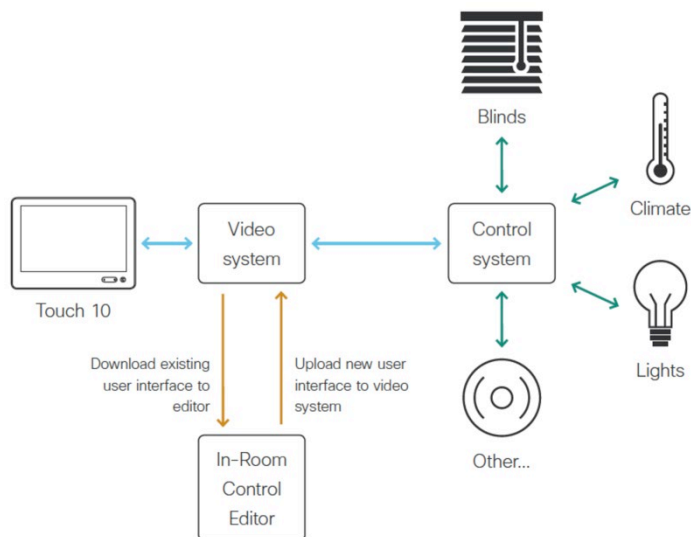 Blinds
Climate
Video
system
Control
system
Touch 10
Lights
Download existing
user interface to
editor
Upload new user
interface to video
system
Other...
In-Room
Control
Editor